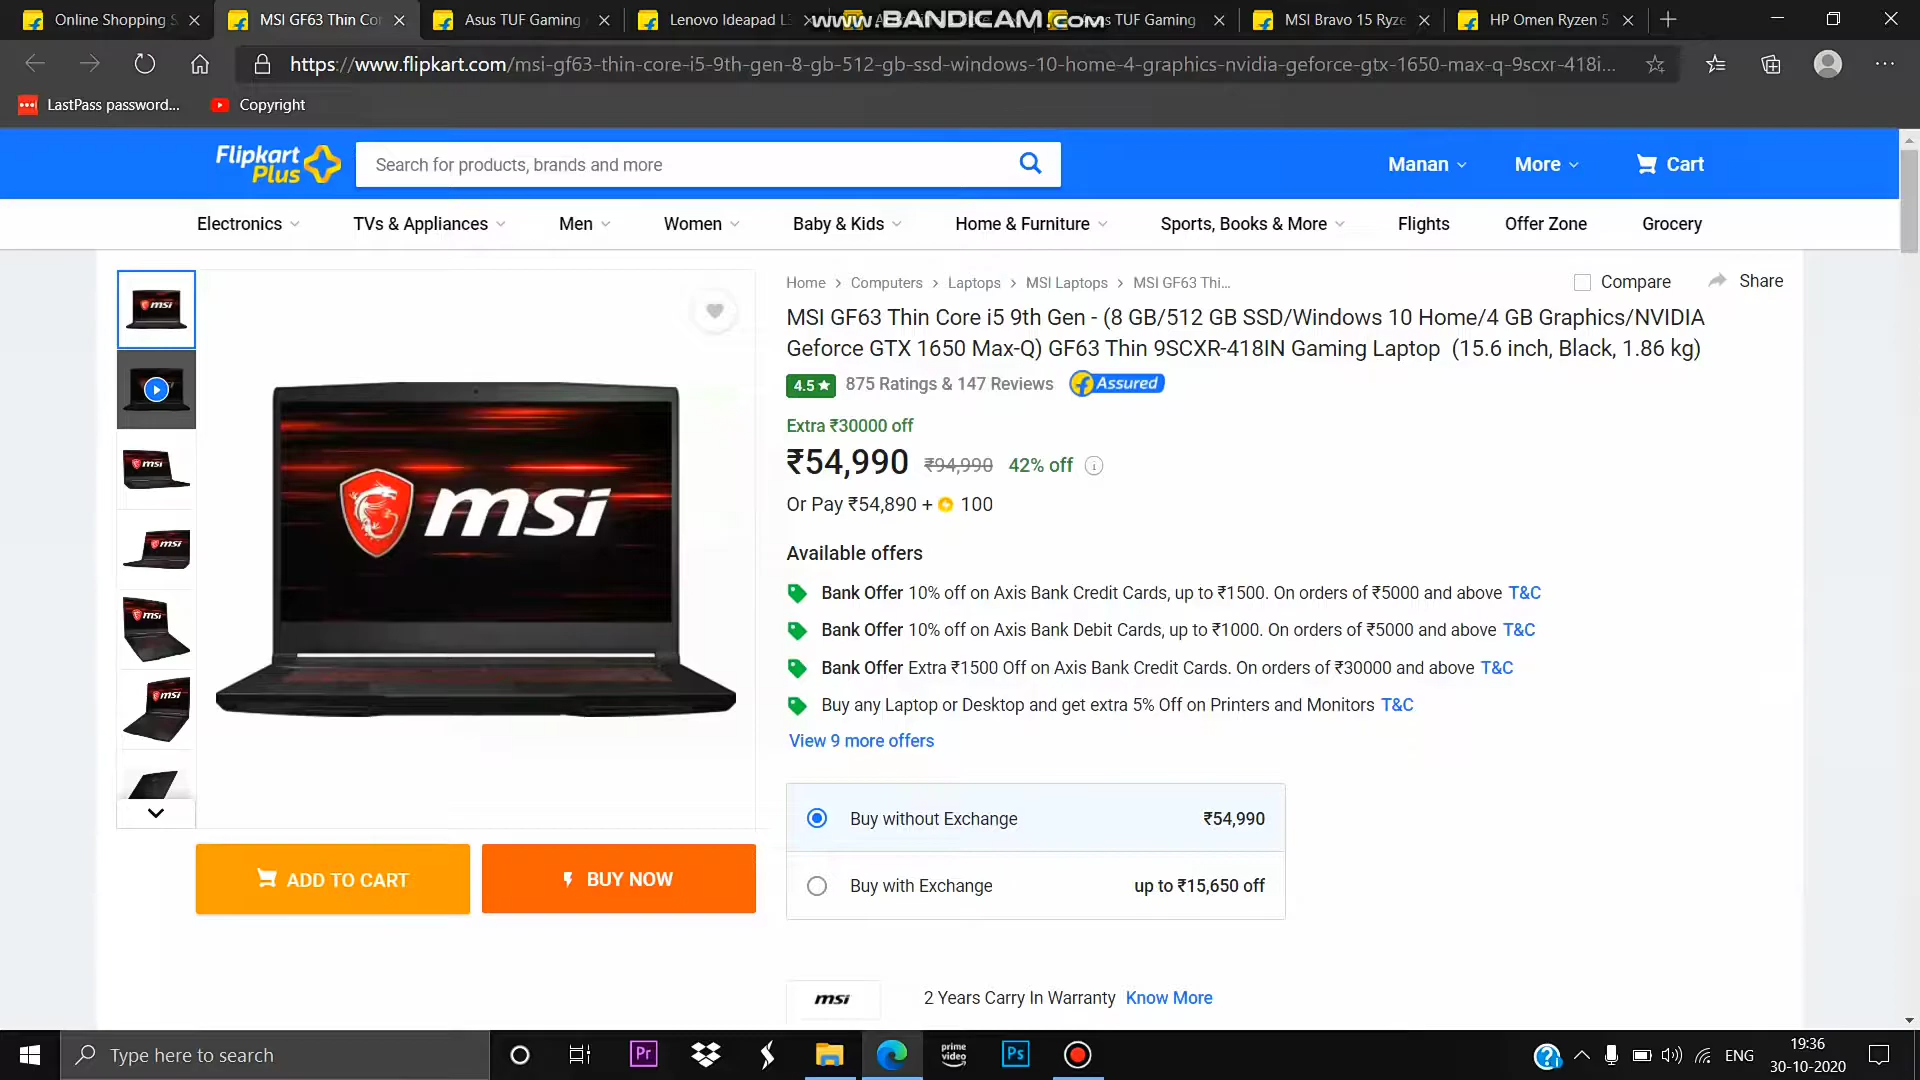 Online Shopping S
MSI GF63 Thin Co
Asus TUF Gaming
Lenovo Ideapad L
www.BANDICAM.com
TUF Gaming
MSI Bravo 15 Ryze
HP Omen Ryzen 5
https://www.flipkart.com/msi-gf63-thin-core-i5-9th-gen-8-gb-512-gb-ssd-windows-10-home-4-graphics-nvidia-geforce-gtx-1650-max-q-9scxr-418i...
LastPass password...
Copyright
Flipkart
Plus
Search for products, brands and more
Manan
More
Cart
Electronics
TVs & Appliances
Men
Women
Baby & Kids
Home & Furniture
Sports, Books & More
Flights
Offer Zone
Grocery
Home > Computers > Laptops > MSI Laptops > MSI GF63 Thi...
Compare
Share
MSI GF63 Thin Core i5 9th Gen - (8 GB/512 GB SSD/Windows 10 Home/4 GB Graphics/NVIDIA
Geforce GTX 1650 Max-Q) GF63 Thin 9SCXR-418IN Gaming Laptop (15.6 inch, Black, 1.86 kg)
4.5★ 875 Ratings & 147 Reviews Assured
Extra ₹30000 off
₹54,990 ₹94,990 42% off
Or Pay ₹54,890 + 100
Available offers
Bank Offer 10% off on Axis Bank Credit Cards, up to ₹1500. On orders of ₹5000 and above T&C
Bank Offer 10% off on Axis Bank Debit Cards, up to ₹1000. On orders of ₹5000 and above T&C
Bank Offer Extra ₹1500 Off on Axis Bank Credit Cards. On orders of ₹30000 and above T&C
Buy any Laptop or Desktop and get extra 5% Off on Printers and Monitors T&C
View 9 more offers
Buy without Exchange ₹54,990
Buy with Exchange up to ₹15,650 off
msi
msi
msi
msi
msi
msi
ADD TO CART
BUY NOW
msi
2 Years Carry In Warranty Know More
Type here to search
Pr
prime
video
Ps
ENG
19:36
30-10-2020